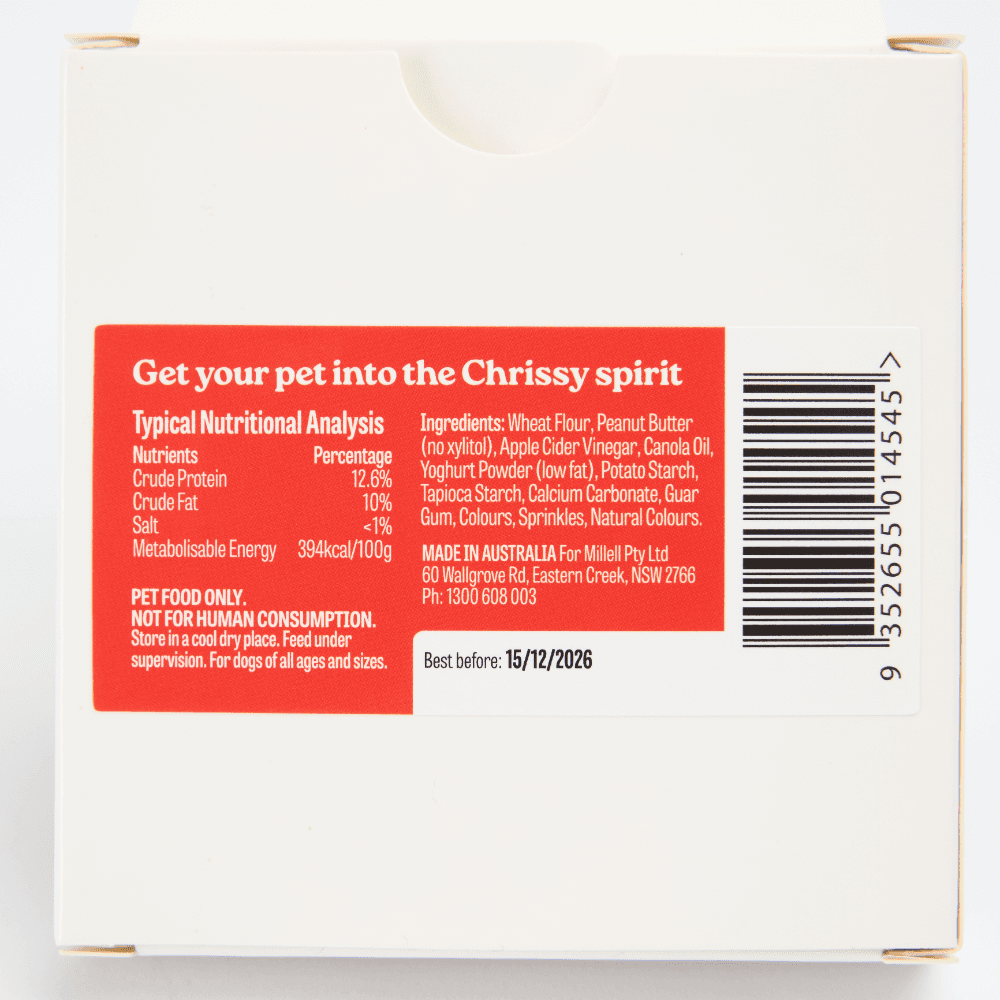 Get your pet into the Chrissy spirit
Typical Nutritional Analysis
Nutrients Percentage
Crude Protein 12.6%
Crude Fat 10%
Salt <1%
Metabolisable Energy 394kcal/100g
PET FOOD ONLY.
NOT FOR HUMAN CONSUMPTION.
Store in a cool dry place. Feed under
supervision. For dogs of all ages and sizes.
Ingredients: Wheat Flour, Peanut Butter
(no xylitol), Apple Cider Vinegar, Canola Oil,
Yoghurt Powder (low fat), Potato Starch,
Tapioca Starch, Calcium Carbonate, Guar
Gum, Colours, Sprinkles, Natural Colours.
MADE IN AUSTRALIA For Millell Pty Ltd
60 Wallgrove Rd, Eastern Creek, NSW 2766
Ph: 1300 608 003
Best before: 15/12/2026
9 352655 014545 >